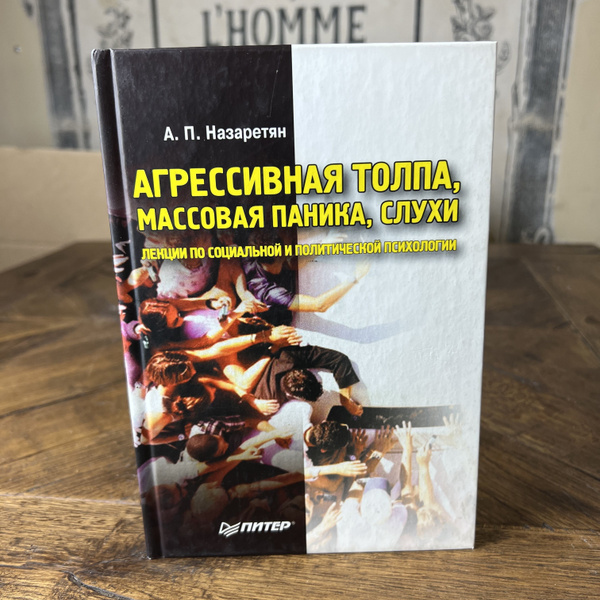 L'HOMME
А. П. Назаретян
АГРЕССИВНАЯ ТОЛПА,
МАССОВАЯ ПАНИКА, СЛУХИ
ЛЕКЦИИ ПО СОЦИАЛЬНОЙ И ПОЛИТИЧЕСКОЙ ПСИХОЛОГИИ
ПИТЕР®